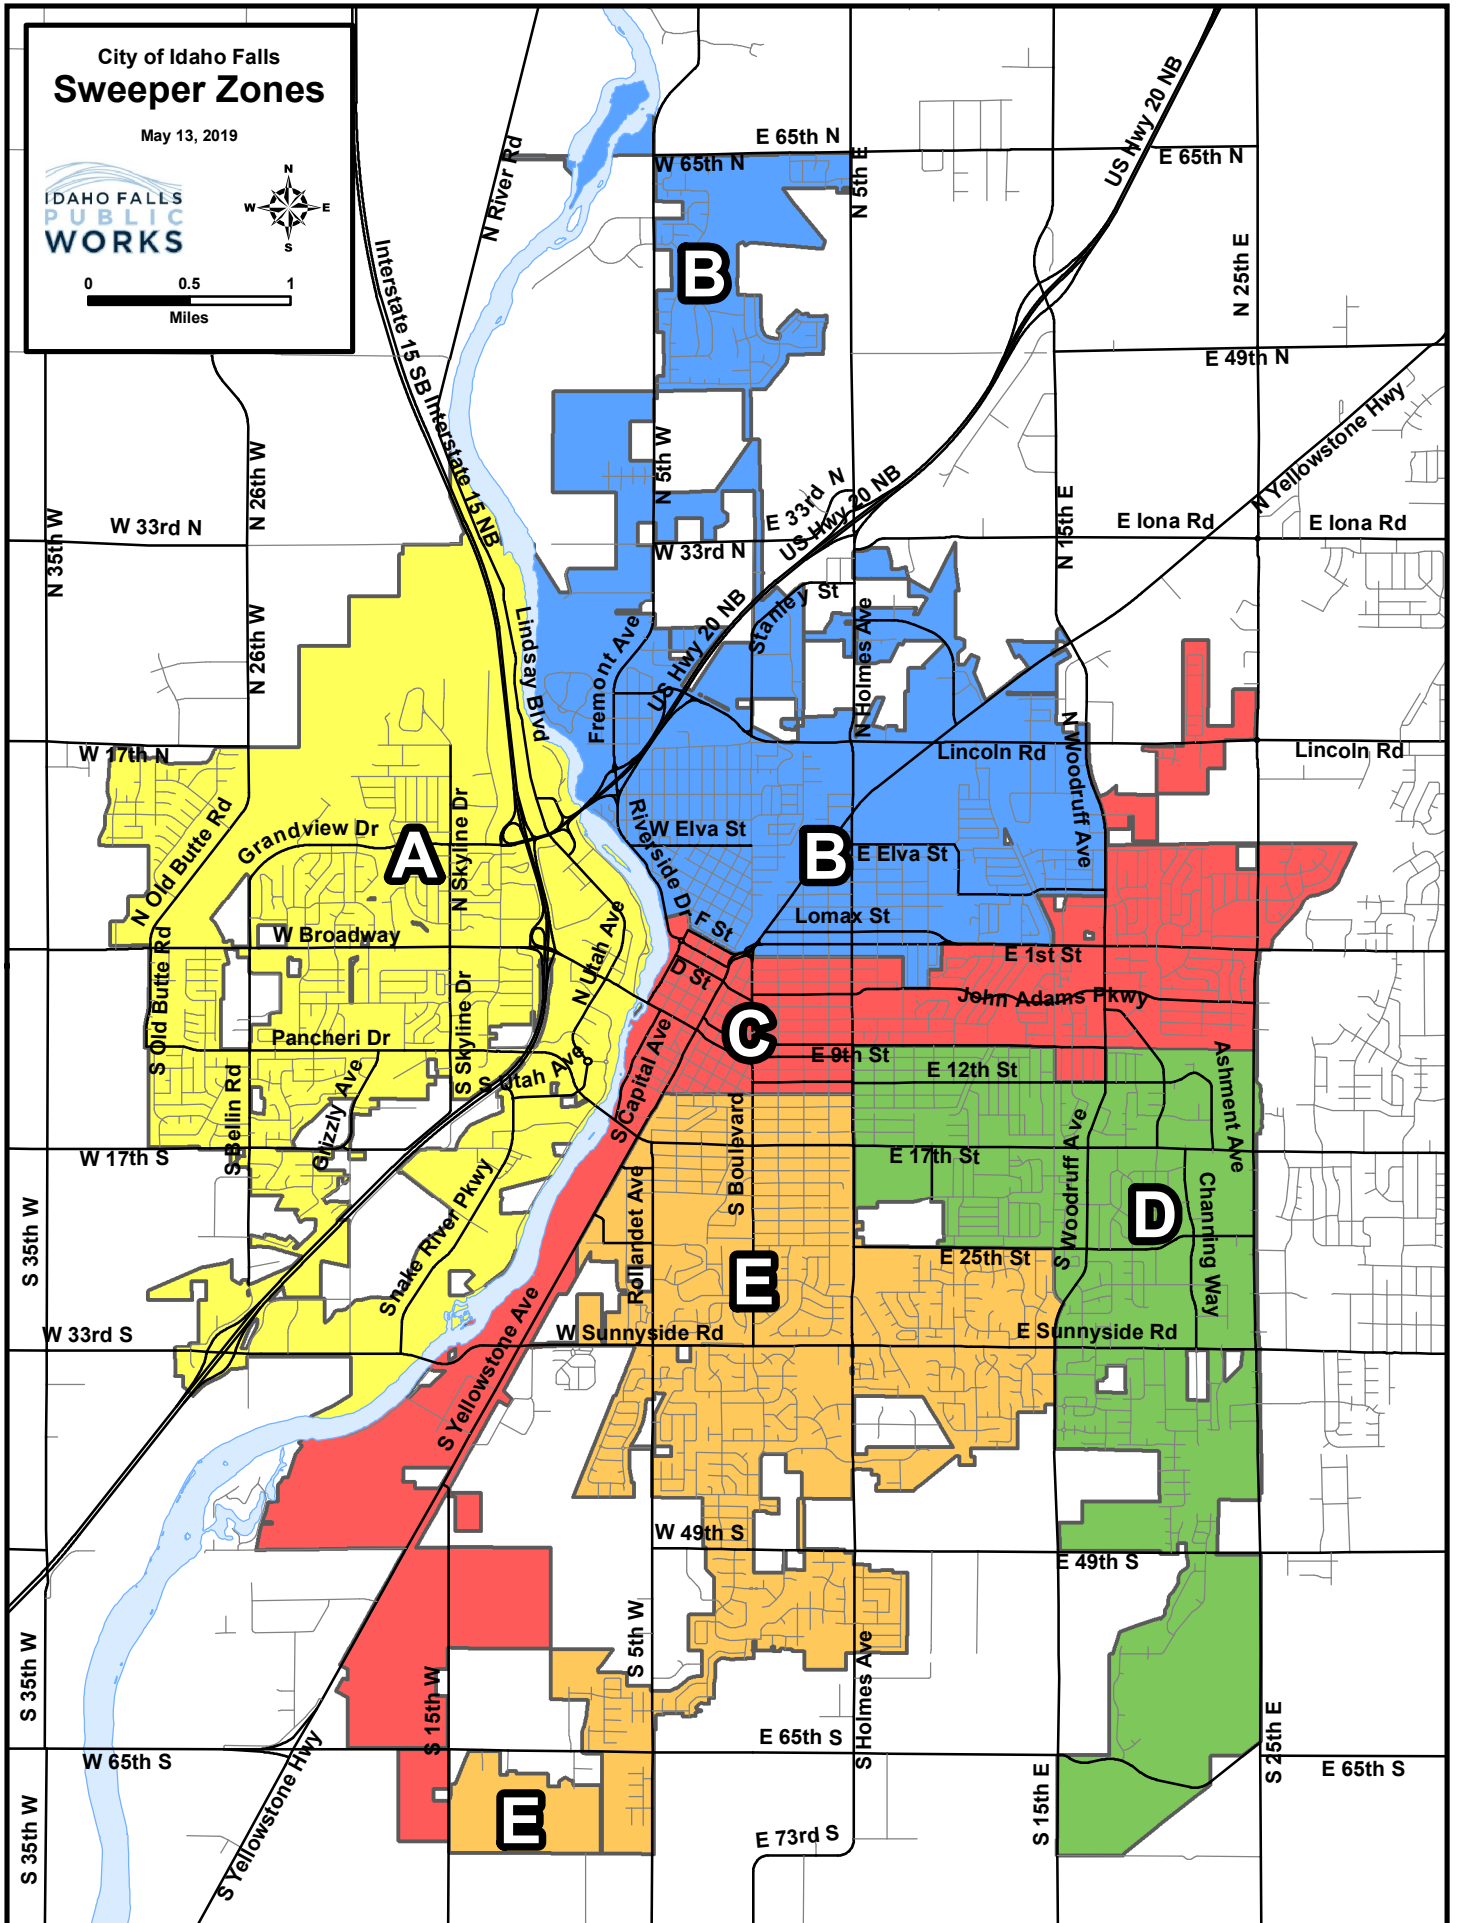 City of Idaho Falls
Sweeper Zones
May 13, 2019
IDAHO FALLS
PUBLIC
WORKS
N
W
E
S
0
0.5
1
Miles
N River Rd
Interstate 15 SB
Interstate 15 NB
E 65th N
W 65th N
N 5th E
US Hwy 20 NB
E 65th N
N 25th E
B
E 49th N
N Yellowstone Hwy
N 26th W
N 5th W
E 33rd N
US Hwy 20 NB
N 15th E
E Iona Rd
E Iona Rd
W 33rd N
N 35th W
W 33rd N
N 26th W
Lindsay Blvd
Fremont Ave
US Hwy 20 NB
Stanley St
N Holmes Ave
W 17th N
Lincoln Rd
Lincoln Rd
N Woodruff Ave
N Old Butte Rd
Grandview Dr
A
N Skyline Dr
Riverside Dr
W Elva St
B
E Elva St
W Broadway
N Utah Ave
F St
Lomax St
E 1st St
S Old Butte Rd
S Skyline Dr
D St
John Adams Pkwy
Pancheri Dr
C
E 9th St
E 12th St
S Utah Ave
S Capital Ave
Ashment Ave
S Bellin Rd
Grizzly Ave
S Boulevard
S Woodruff Ave
W 17th S
E 17th St
Snake River Pkwy
Rollandet Ave
D
Channing Way
S 35th W
E
E 25th St
W 33rd S
W Sunnyside Rd
E Sunnyside Rd
S Yellowstone Ave
W 49th S
E 49th S
S 35th W
S 5th W
S Holmes Ave
S 15th W
E 65th S
S 25th E
W 65th S
E 65th S
S 35th W
S Yellowstone Hwy
E
S 15th E
E 73rd S